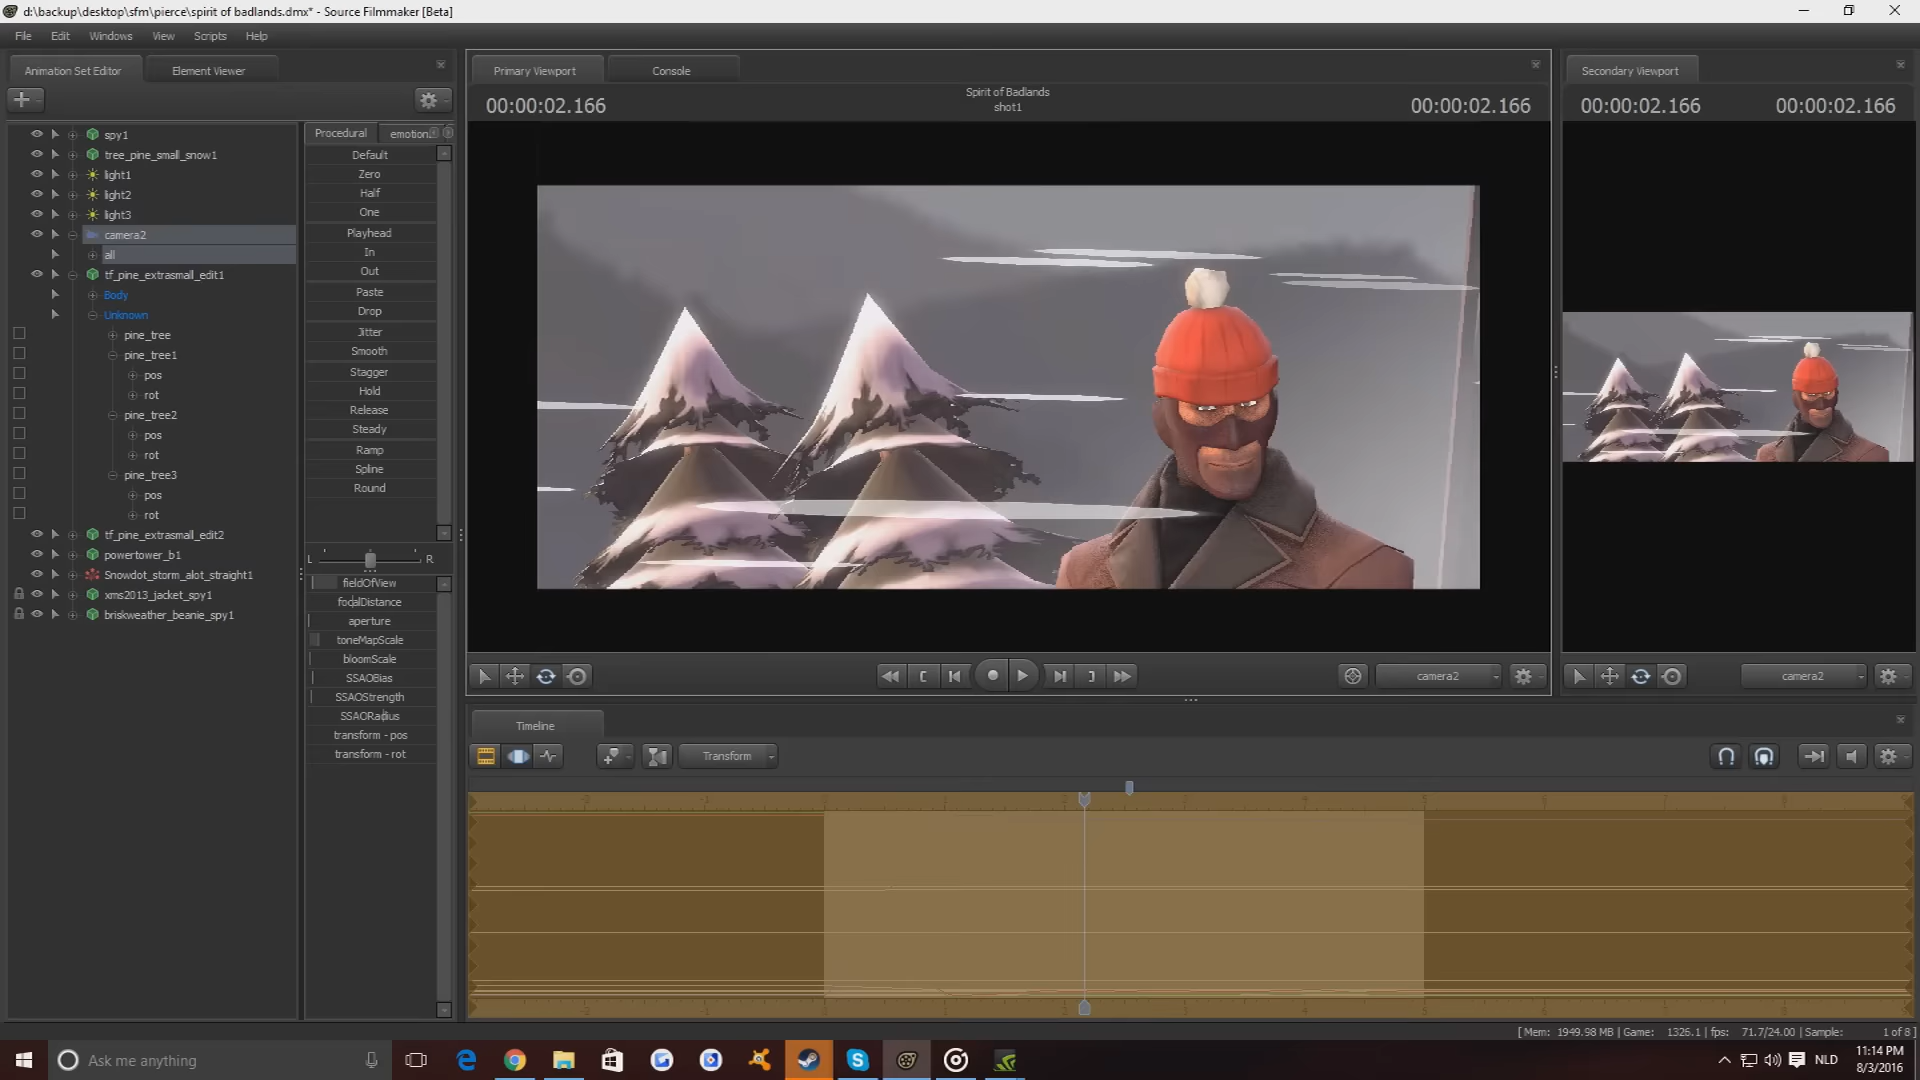 d:\backup\desktop\sfm\pierce\spirit of badlands.dmx* - Source Filmmaker [Beta]
File Edit Windows View Scripts Help
Animation Set Editor
Element Viewer
spy1
tree_pine_small_snow1
light1
light2
light3
camera2
all
tf_pine_extrasmall_edit1
Body
Unknown
pine_tree
pine_tree1
pos
rot
pine_tree2
pos
rot
pine_tree3
pos
rot
tf_pine_extrasmall_edit2
powertower_b1
Snowdot_storm_alot_straight1
xms2013_jacket_spy1
briskweather_beanie_spy1
Procedural
emotion
Default
Zero
Half
One
Playhead
In
Out
Paste
Drop
Jitter
Smooth
Stagger
Hold
Release
Steady
Ramp
Spline
Round
L R
fieldOfView
focalDistance
aperture
toneMapScale
bloomScale
SSAOBias
SSAOStrength
SSAORadius
transform - pos
transform - rot
Primary Viewport
Console
00:00:02.166
Spirit of Badlands
shot1
00:00:02.166
camera2
Secondary Viewport
00:00:02.166
00:00:02.166
camera2
Timeline
Transform
[ Mem: 1949.98 MB | Game: 1326.1 | fps: 71.7/24.00 | Sample: 1 of 8 ]
Ask me anything
NLD
11:14 PM
8/3/2016